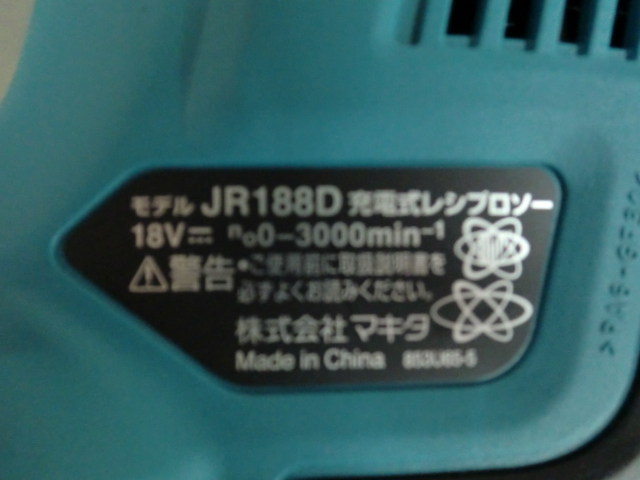 モデル JR188D 充電式レシプロソー
18V⎓ n₀0-3000min⁻¹
⚠警告 •ご使用前に取扱説明書を
必ずよくお読みください。
株式会社マキタ
Made in China
>PA6-GF30<